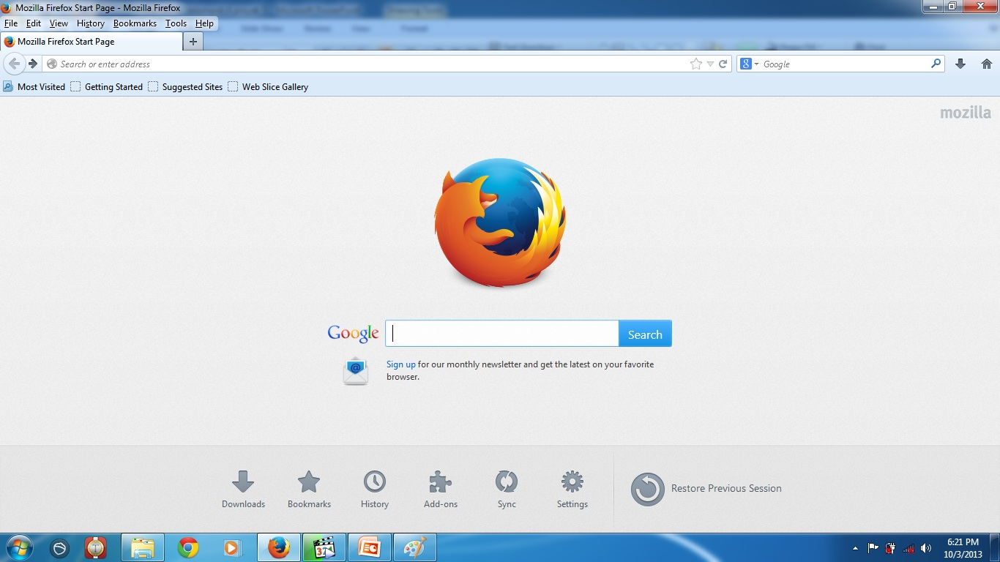 Mozilla Firefox Start Page - Mozilla Firefox
File Edit View History Bookmarks Tools Help
Mozilla Firefox Start Page
Search or enter address
Google
Most Visited Getting Started Suggested Sites Web Slice Gallery
mozilla
Google
Search
Sign up for our monthly newsletter and get the latest on your favorite
browser.
Downloads Bookmarks History Add-ons Sync Settings
Restore Previous Session
6:21 PM
10/3/2013